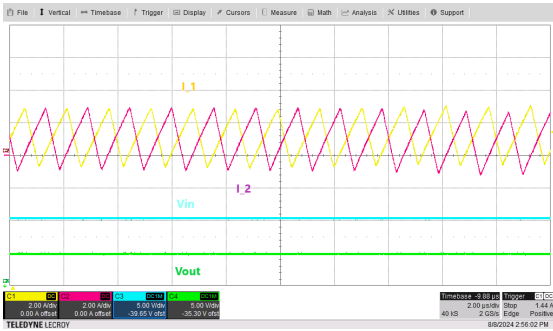 File Vertical Timebase Trigger Display Cursors Measure Math Analysis Utilities Support
I_1
I_2
Vin
Vout
C1 DC C2 DC C3 DC1M C4 DC1M Timebase -9.88 µs Trigger C1 DC
2.00 A/div 2.00 A/div 5.00 V/div 5.00 V/div 2.00 µs/div Stop 1.44 A
0.00 A offset 0.00 A offset -39.65 V ofst -35.30 V ofst 40 kS 2 GS/s Edge Positive
TELEDYNE LECROY 8/8/2024 2:56:02 PM